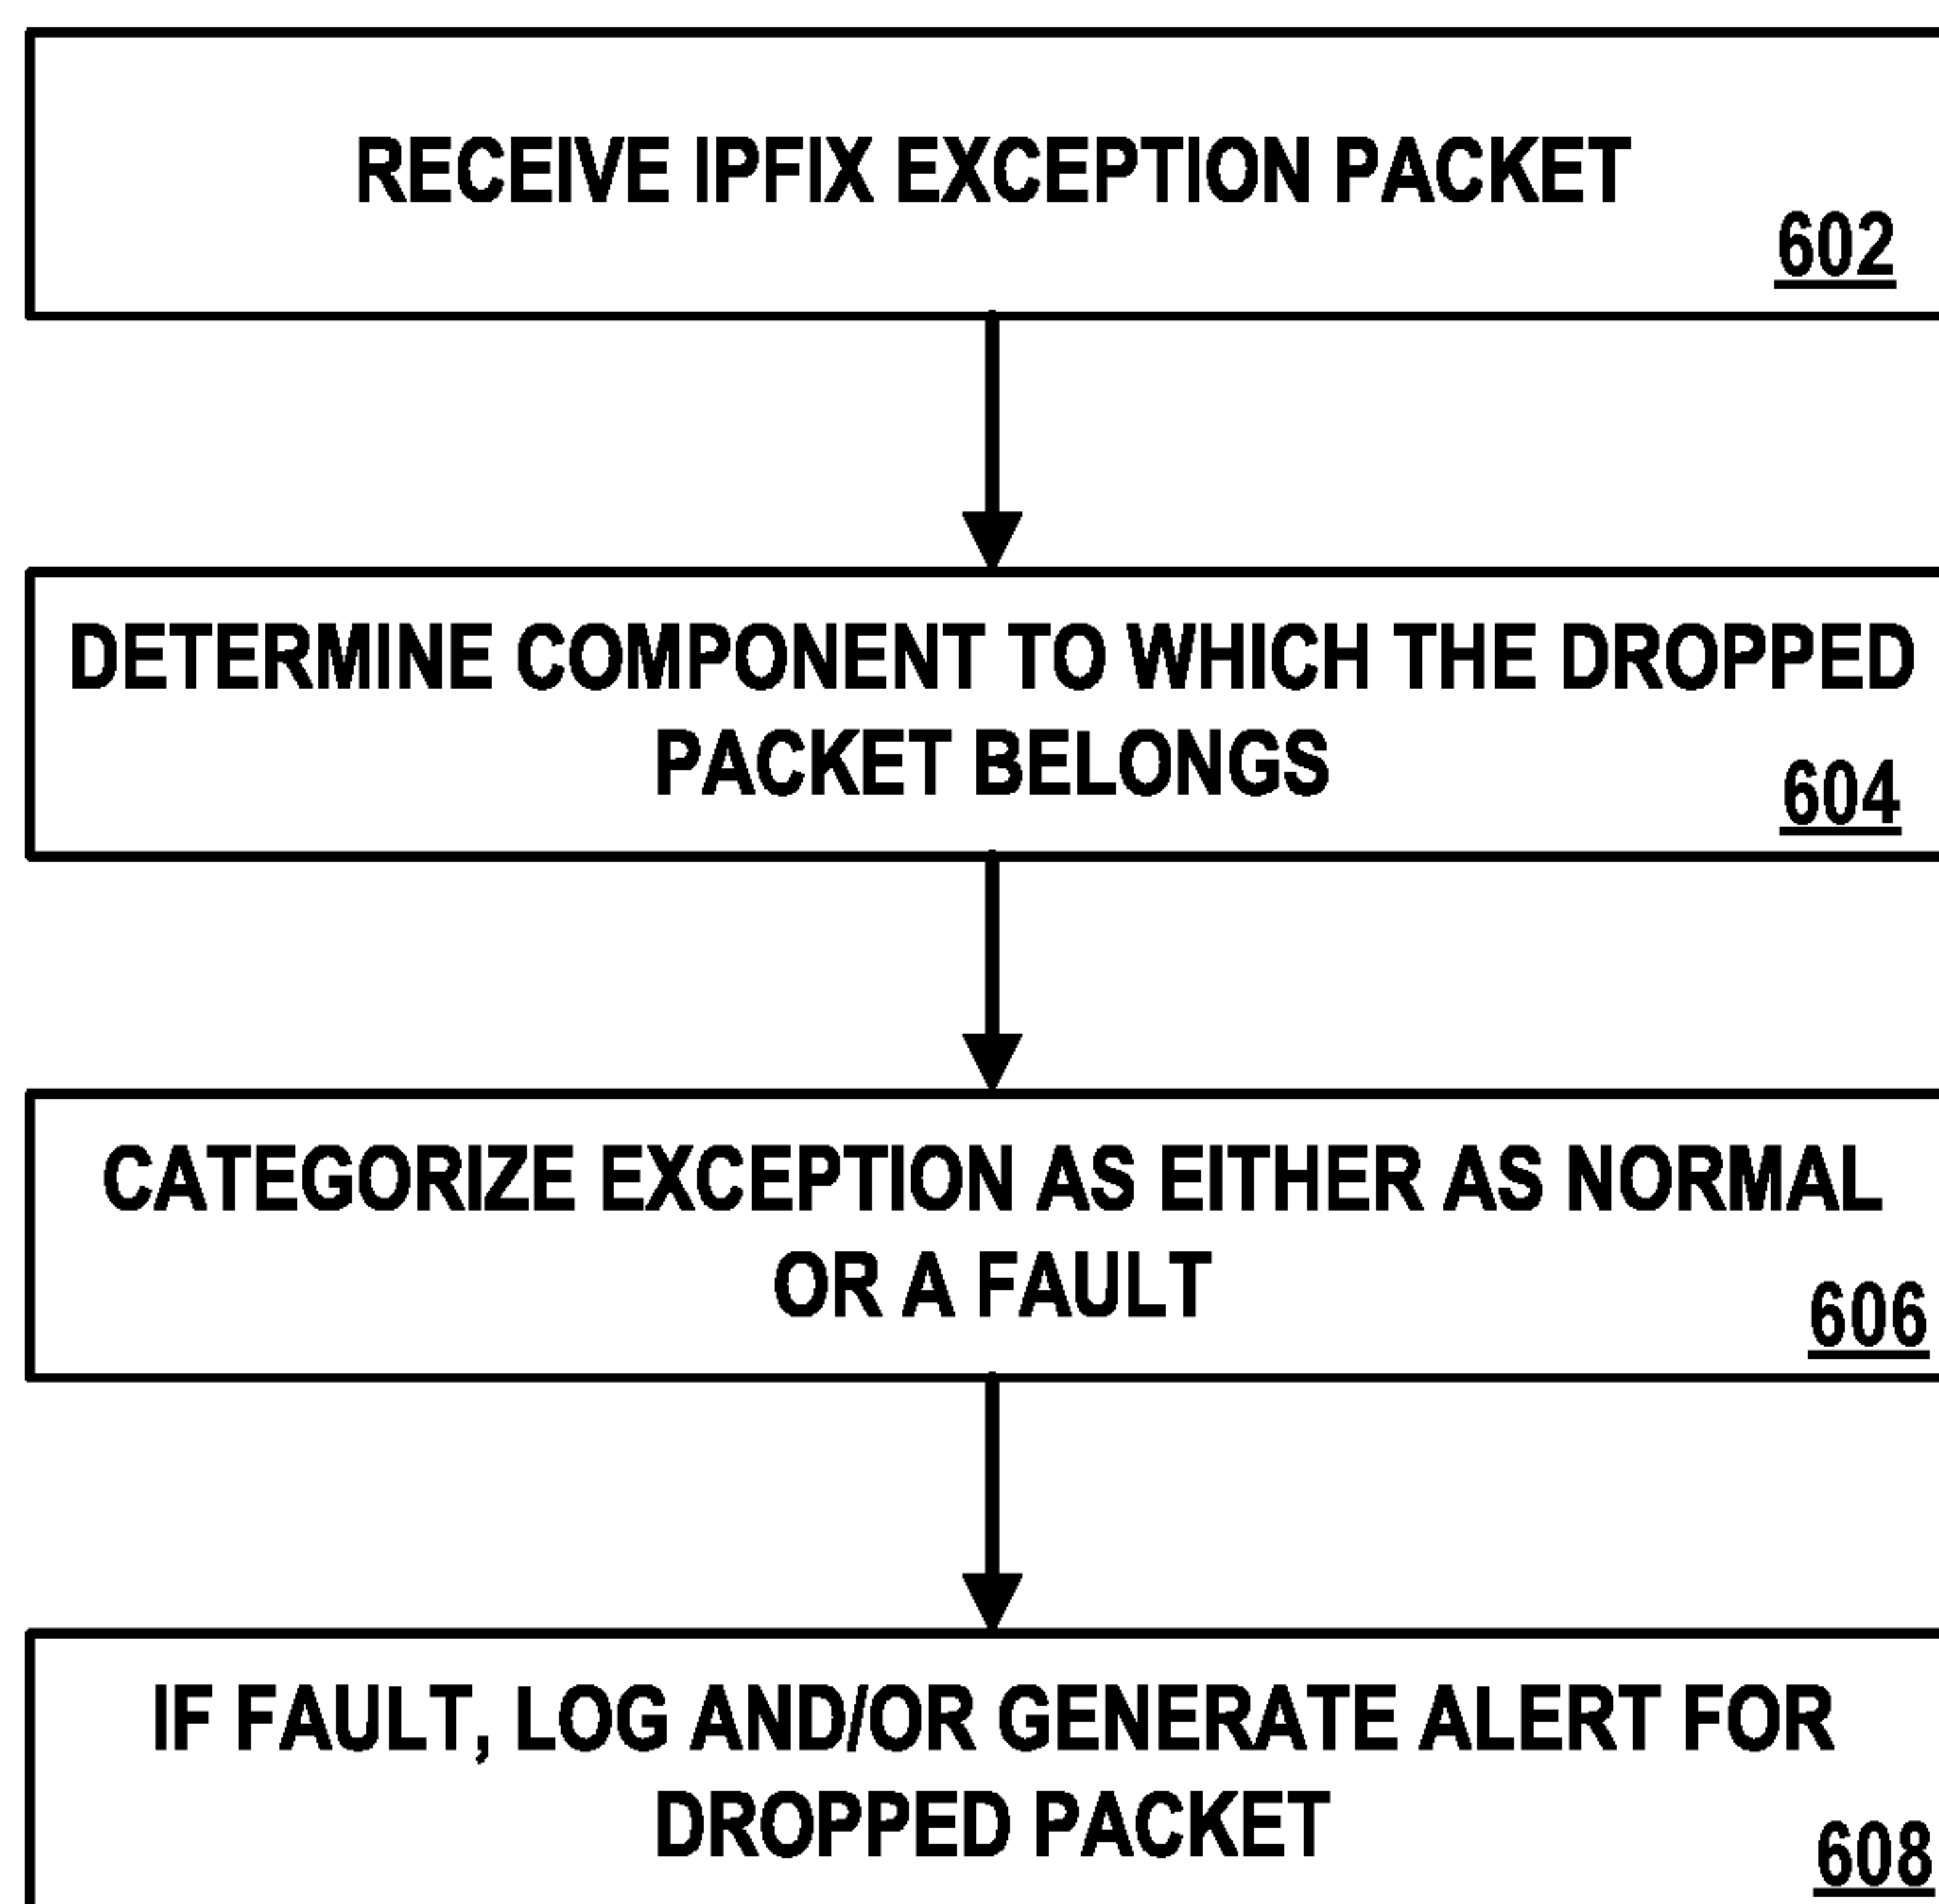 RECEIVE IPFIX EXCEPTION PACKET
602
DETERMINE COMPONENT TO WHICH THE DROPPED
PACKET BELONGS
604
CATEGORIZE EXCEPTION AS EITHER AS NORMAL
OR A FAULT
606
IF FAULT, LOG AND/OR GENERATE ALERT FOR
DROPPED PACKET
608